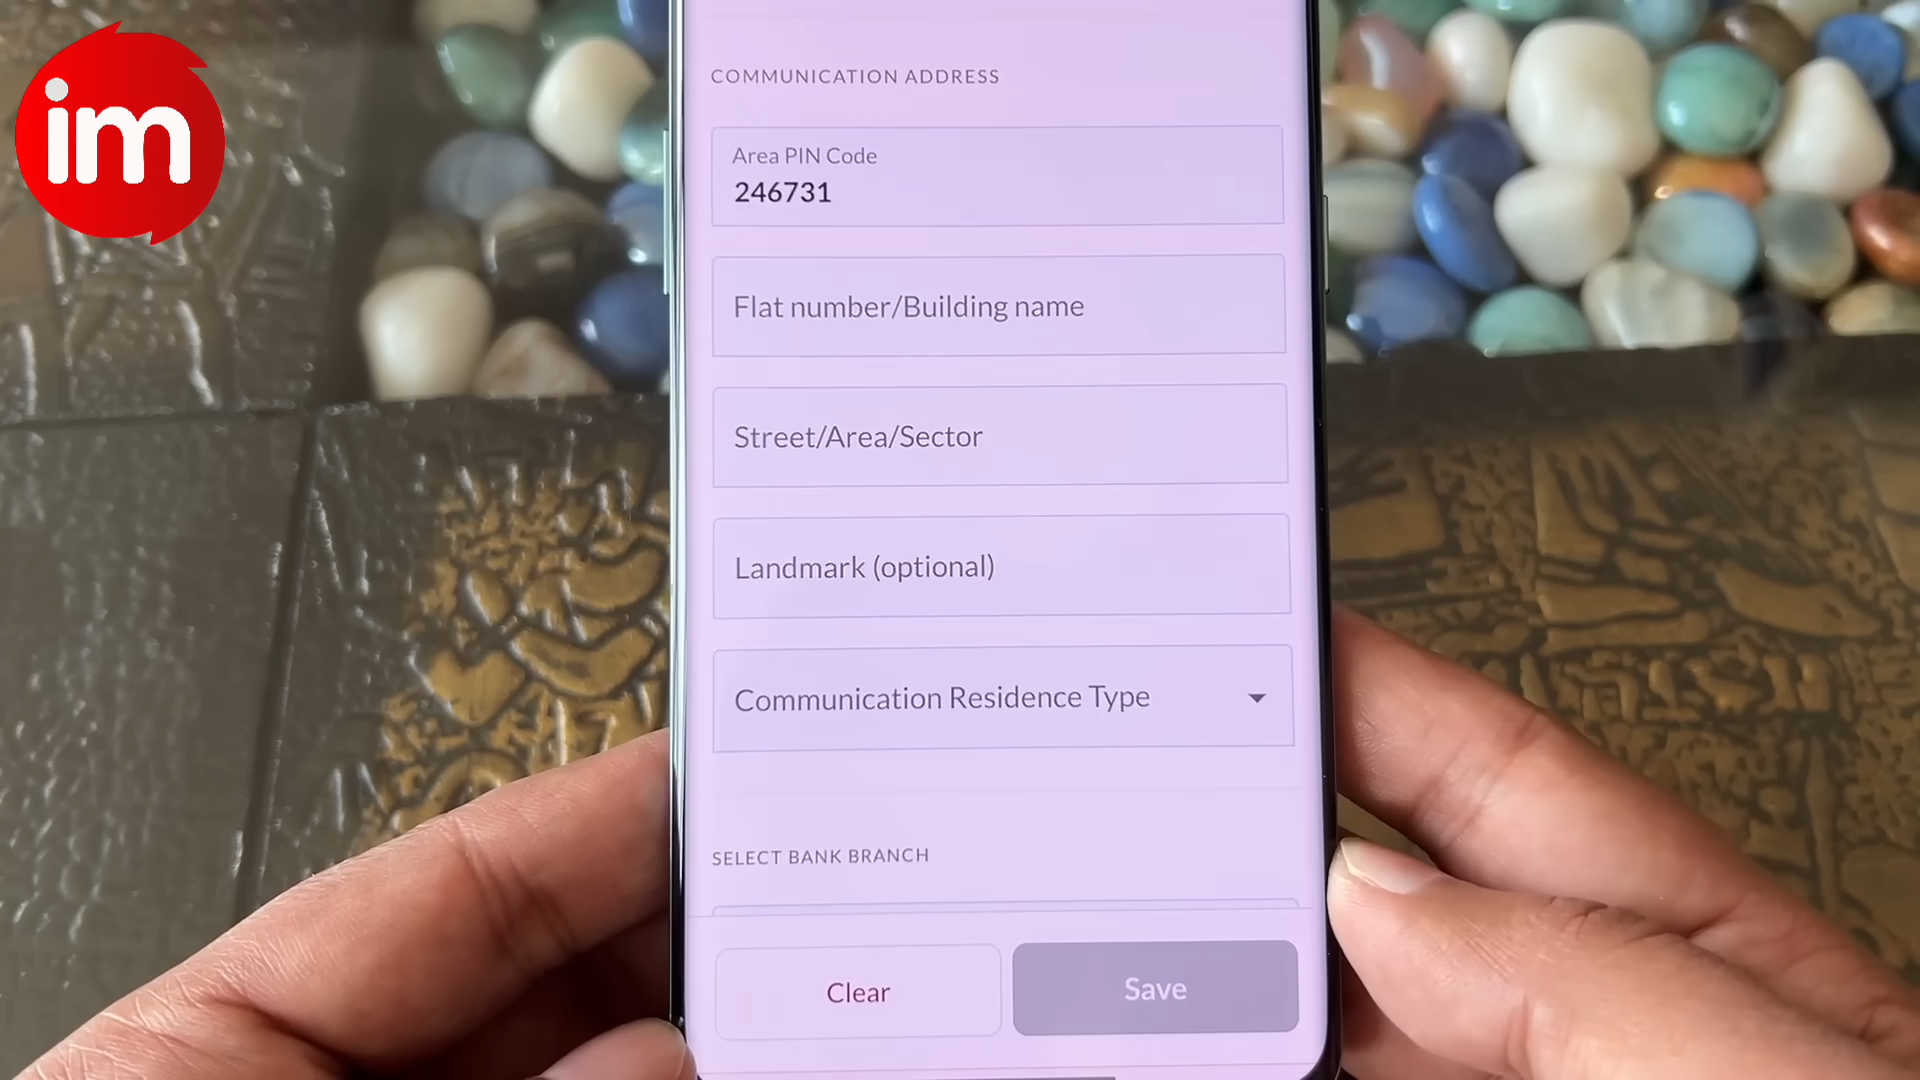 im
COMMUNICATION ADDRESS
Area PIN Code
246731
Flat number/Building name
Street/Area/Sector
Landmark (optional)
Communication Residence Type
SELECT BANK BRANCH
Clear
Save